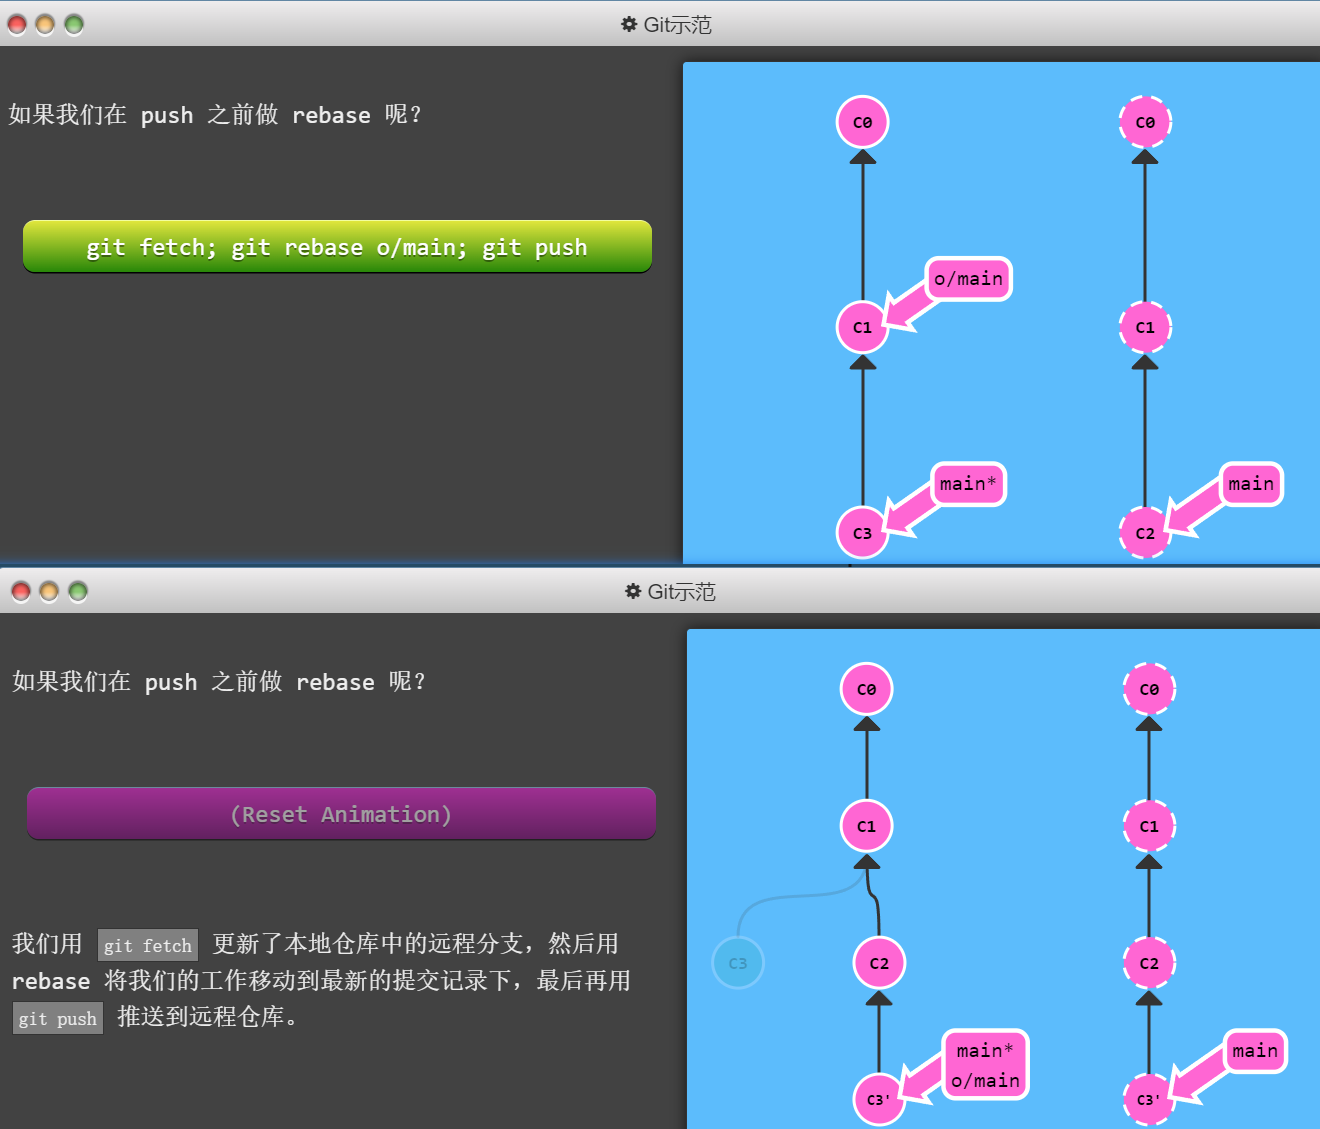 Git示范
如果我们在 push 之前做 rebase 呢？
git fetch; git rebase o/main; git push
C0
C0
o/main
C1
C1
main*
main
C3
C2
Git示范
如果我们在 push 之前做 rebase 呢？
(Reset Animation)
我们用 git fetch 更新了本地仓库中的远程分支，然后用
rebase 将我们的工作移动到最新的提交记录下，最后再用
git push 推送到远程仓库。
C0
C0
C1
C1
C3
C2
C2
main*
o/main
main
C3'
C3'